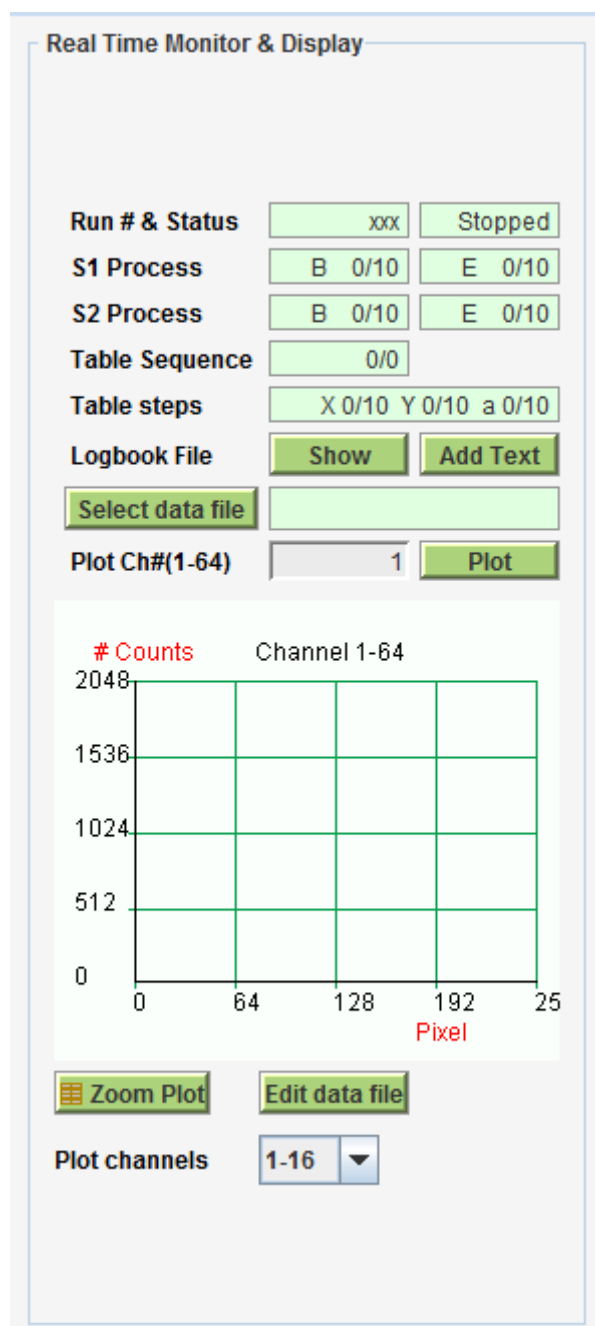 Real Time Monitor & Display
Run # & Status xxx Stopped
S1 Process B 0/10 E 0/10
S2 Process B 0/10 E 0/10
Table Sequence 0/0
Table steps X 0/10 Y 0/10 a 0/10
Logbook File Show Add Text
Select data file
Plot Ch#(1-64) 1 Plot
# Counts Channel 1-64
2048
1536
1024
512
0
0 64 128 192 25
Pixel
Zoom Plot Edit data file
Plot channels 1-16